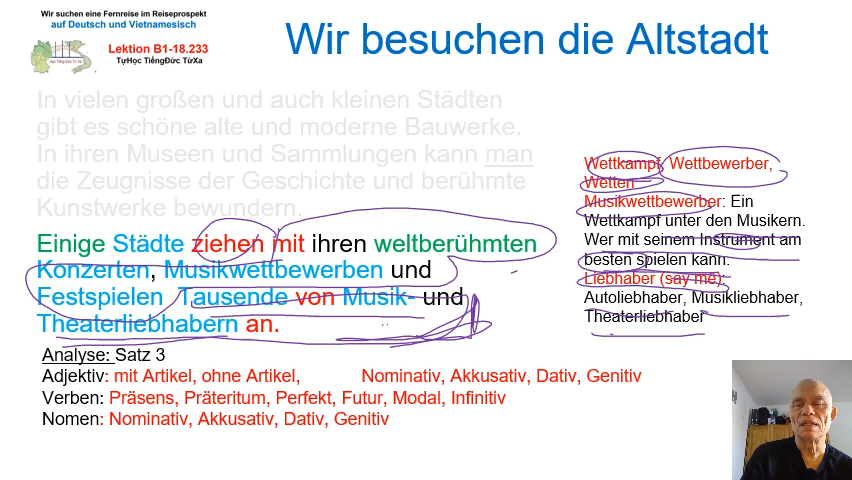 Wir suchen eine Fernreise im Reiseprospekt
auf Deutsch und Vietnamesisch
Lektion B1-18.233
TựHọc TiếngĐức TừXa
Học TiếngĐức Từ Xa
Wir besuchen die Altstadt
In vielen großen und auch kleinen Städten
gibt es schöne alte und moderne Bauwerke.
In ihren Museen und Sammlungen kann man
die Zeugnisse der Geschichte und berühmte
Kunstwerke bewundern.
Einige Städte ziehen mit ihren weltberühmten
Konzerten, Musikwettbewerben und
Festspielen Tausende von Musik- und
Theaterliebhabern an.
Wettkampf, Wettbewerber,
Wetten
Musikwettbewerber: Ein
Wettkampf unter den Musikern.
Wer mit seinem Instrument am
besten spielen kann.
Liebhaber (say mê):
Autoliebhaber, Musikliebhaber,
Theaterliebhaber
Analyse: Satz 3
Adjektiv: mit Artikel, ohne Artikel, Nominativ, Akkusativ, Dativ, Genitiv
Verben: Präsens, Präteritum, Perfekt, Futur, Modal, Infinitiv
Nomen: Nominativ, Akkusativ, Dativ, Genitiv